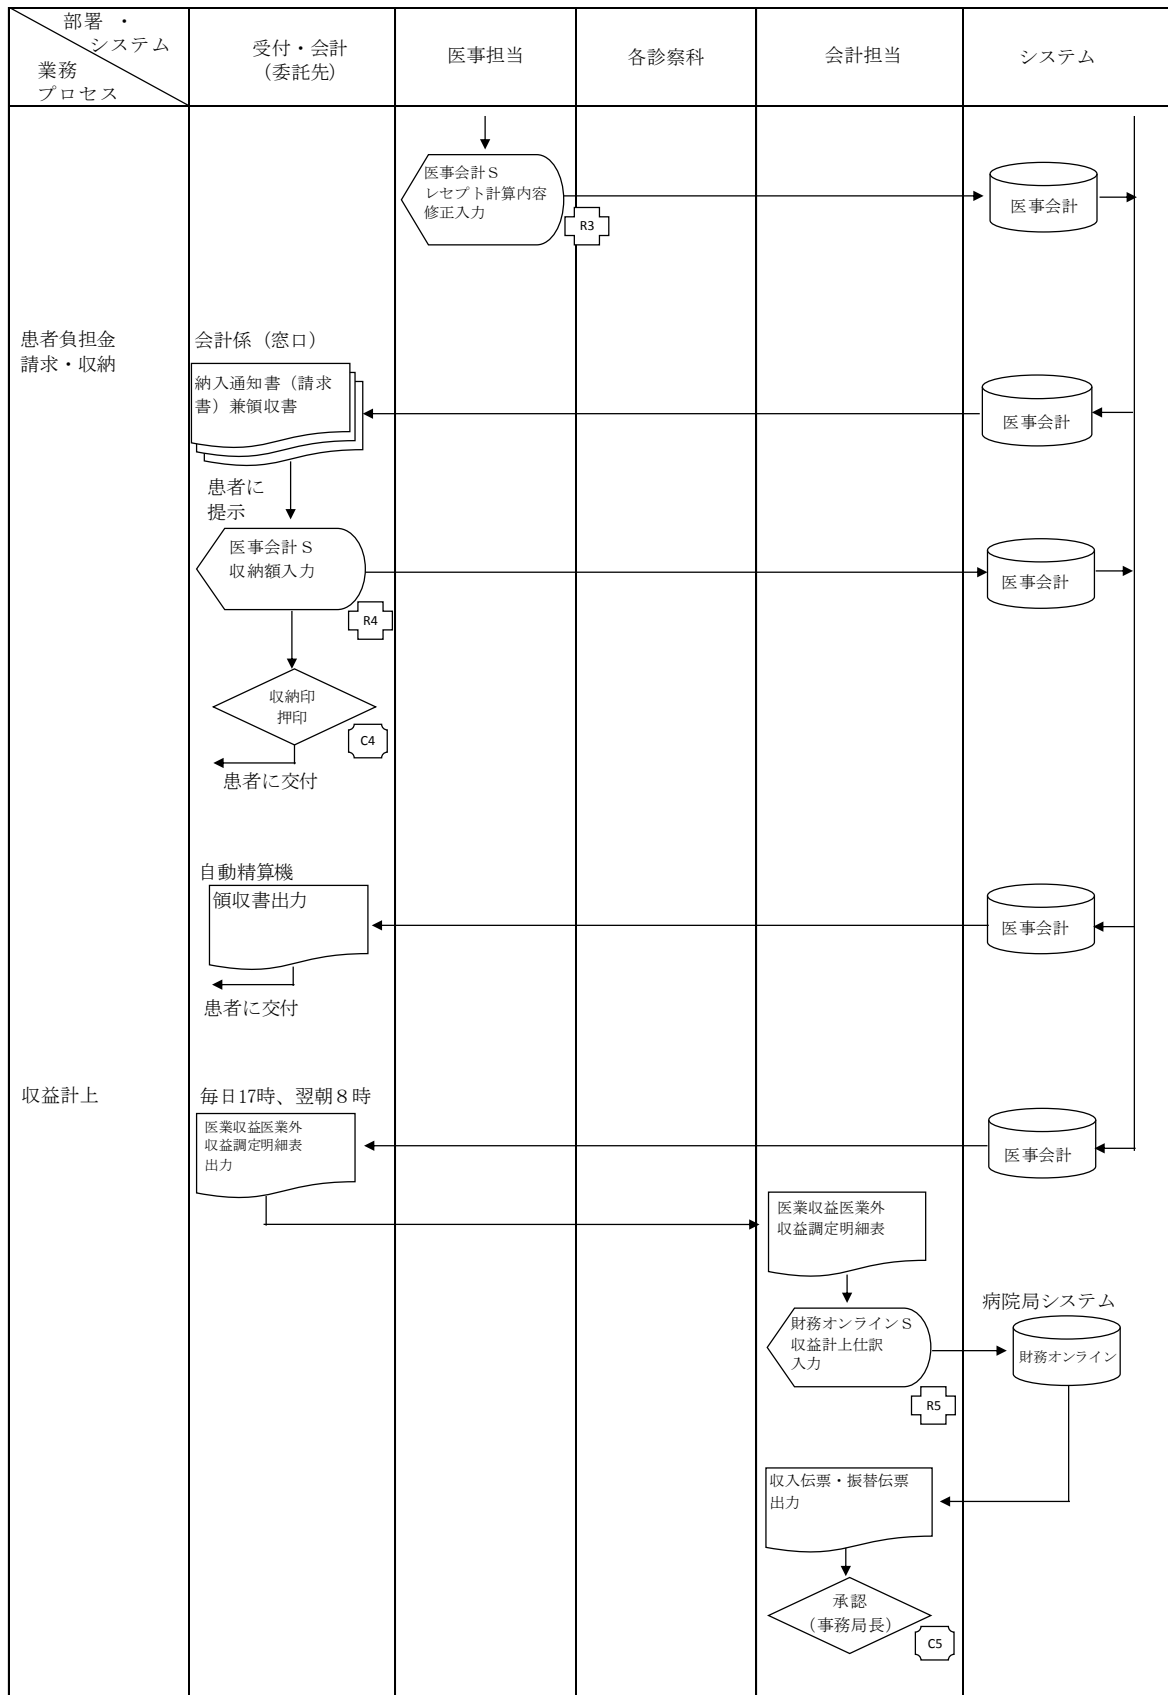 部署 ・
システム
業務
プロセス
受付・会計
（委託先）
医事担当
各診察科
会計担当
システム
医事会計Ｓ
レセプト計算内容
修正入力
R3
医事会計
患者負担金
請求・収納
会計係（窓口）
納入通知書（請求
書）兼領収書
医事会計
患者に
提示
医事会計Ｓ
収納額入力
R4
医事会計
収納印
押印
C4
患者に交付
自動精算機
領収書出力
医事会計
患者に交付
収益計上
毎日17時、翌朝８時
医業収益医業外
収益調定明細表
出力
医事会計
医業収益医業外
収益調定明細表
病院局システム
財務オンラインＳ
収益計上仕訳
入力
R5
財務オンライン
収入伝票・振替伝票
出力
承認
（事務局長）
C5